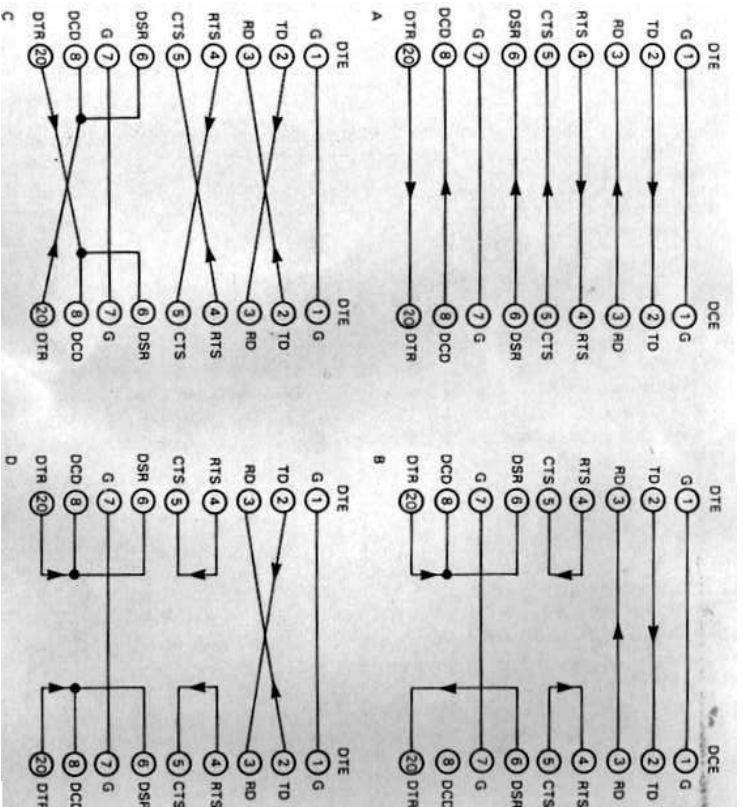 DTE DCE
G 1 1 G
TD 2 2 TD
RD 3 3 RD
RTS 4 4 RTS
CTS 5 5 CTS
DSR 6 6 DSR
G 7 7 G
DCD 8 8 DCD
DTR 20 20 DTR
A
DTE DCE
G 1 1 G
TD 2 2 TD
RD 3 3 RD
RTS 4 4 RTS
CTS 5 5 CTS
DSR 6 6 DSR
G 7 7 G
DCD 8 8 DCD
DTR 20 20 DTR
B
DTE DTE
G 1 1 G
TD 2 2 TD
RD 3 3 RD
RTS 4 4 RTS
CTS 5 5 CTS
DSR 6 6 DSR
G 7 7 G
DCD 8 8 DCD
DTR 20 20 DTR
C
DTE DTE
G 1 1 G
TD 2 2 TD
RD 3 3 RD
RTS 4 4 RTS
CTS 5 5 CTS
DSR 6 6 DSR
G 7 7 G
DCD 8 8 DCD
DTR 20 20 DTR
D